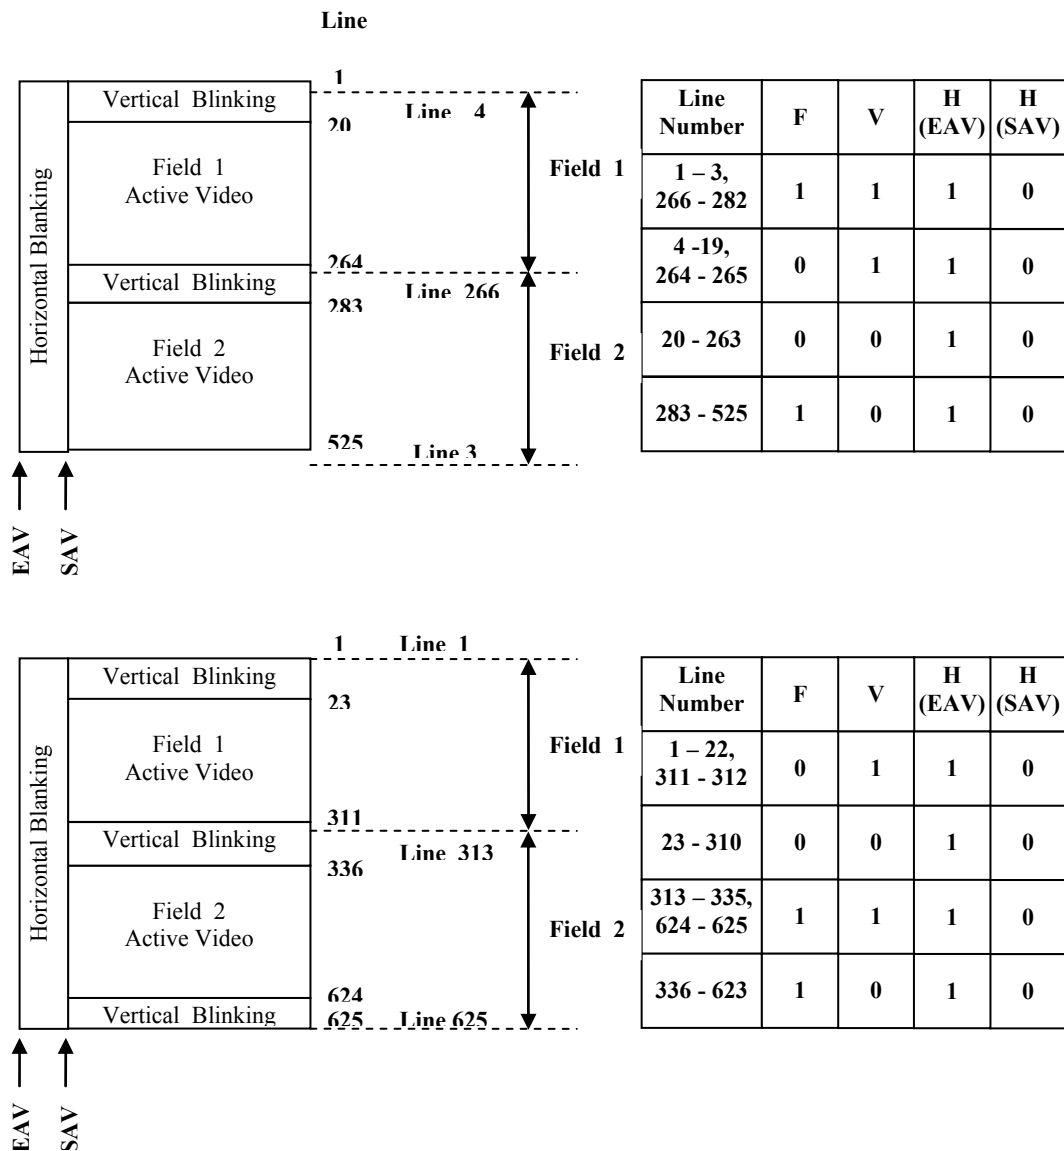 Line
1
Vertical Blinking
Line 4
20
Field 1
Active Video
Field 1
264
Vertical Blinking
Line 266
283
Field 2
Active Video
Field 2
525
Line 3
Horizontal Blanking
EAV
SAV
Line Number F V H (EAV) H (SAV)
1 – 3,
266 - 282 1 1 1 0
4 -19,
264 - 265 0 1 1 0
20 - 263 0 0 1 0
283 - 525 1 0 1 0
1 Line 1
Vertical Blinking
23
Field 1
Active Video
Field 1
311
Vertical Blinking
Line 313
336
Field 2
Active Video
Field 2
624
Vertical Blinking
625 Line 625
Horizontal Blanking
EAV
SAV
Line Number F V H (EAV) H (SAV)
1 – 22,
311 - 312 0 1 1 0
23 - 310 0 0 1 0
313 – 335,
624 - 625 1 1 1 0
336 - 623 1 0 1 0